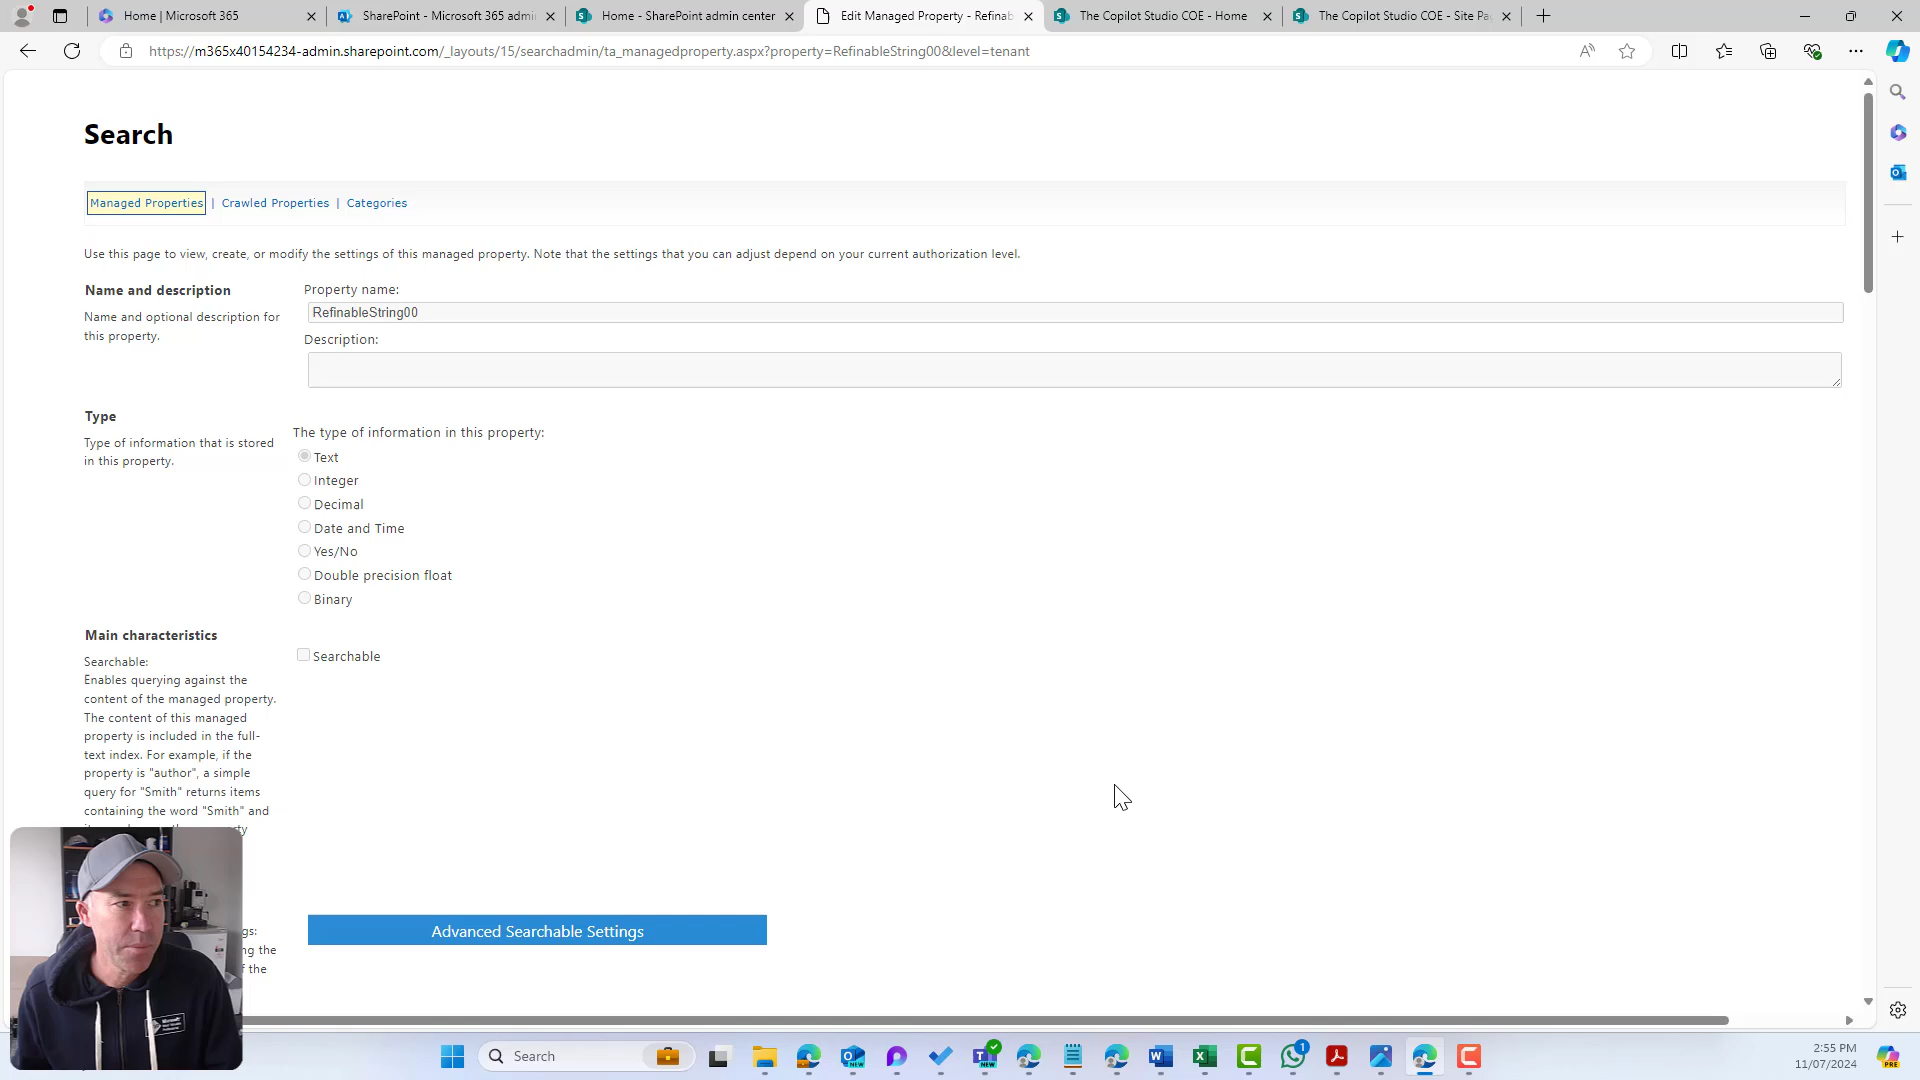 Home | Microsoft 365
SharePoint - Microsoft 365 admi
Home - SharePoint admin center
Edit Managed Property - Refinab
The Copilot Studio COE - Home
The Copilot Studio COE - Site Pa
https://m365x40154234-admin.sharepoint.com/_layouts/15/searchadmin/ta_managedproperty.aspx?property=RefinableString00&level=tenant
Search
Managed Properties | Crawled Properties | Categories
Use this page to view, create, or modify the settings of this managed property. Note that the settings that you can adjust depend on your current authorization level.
Name and description
Name and optional description for
this property.
Property name:
RefinableString00
Description:
Type
Type of information that is stored
in this property.
The type of information in this property:
Text
Integer
Decimal
Date and Time
Yes/No
Double precision float
Binary
Main characteristics
Searchable:
Enables querying against the
content of the managed property.
The content of this managed
property is included in the full-
text index. For example, if the
property is "author", a simple
query for "Smith" returns items
containing the word "Smith" and
Searchable
gs:
ng the
f the
Advanced Searchable Settings
Search
NEW
NEW
1
PRE
2:55 PM
11/07/2024